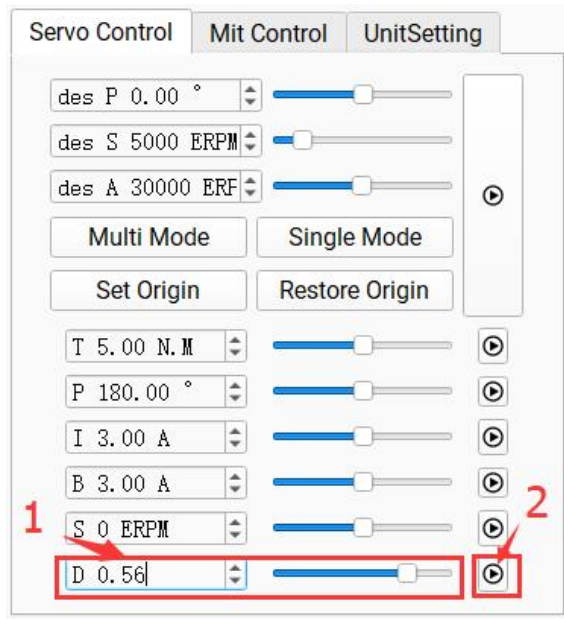 Servo Control Mit Control UnitSetting
des P 0.00 °
des S 5000 ERPM
des A 30000 ERF
Multi Mode Single Mode
Set Origin Restore Origin
T 5.00 N.M
P 180.00 °
I 3.00 A
B 3.00 A
1 2
S 0 ERPM
D 0.56